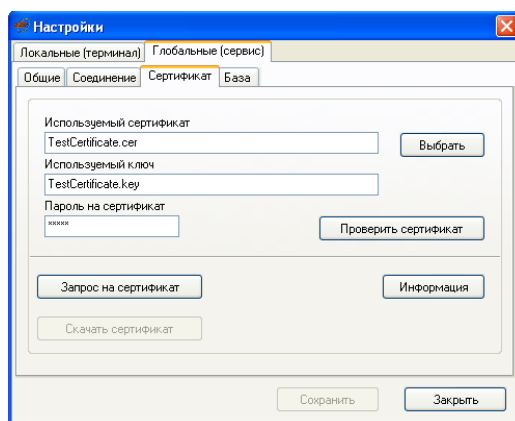 Настройки
Локальные (терминал) Глобальные (сервис)
Общие Соединение Сертификат База
Используемый сертификат
TestCertificate.cer Выбрать
Используемый ключ
TestCertificate.key
Пароль на сертификат
***** Проверить сертификат
Запрос на сертификат Информация
Скачать сертификат
Сохранить Закрыть